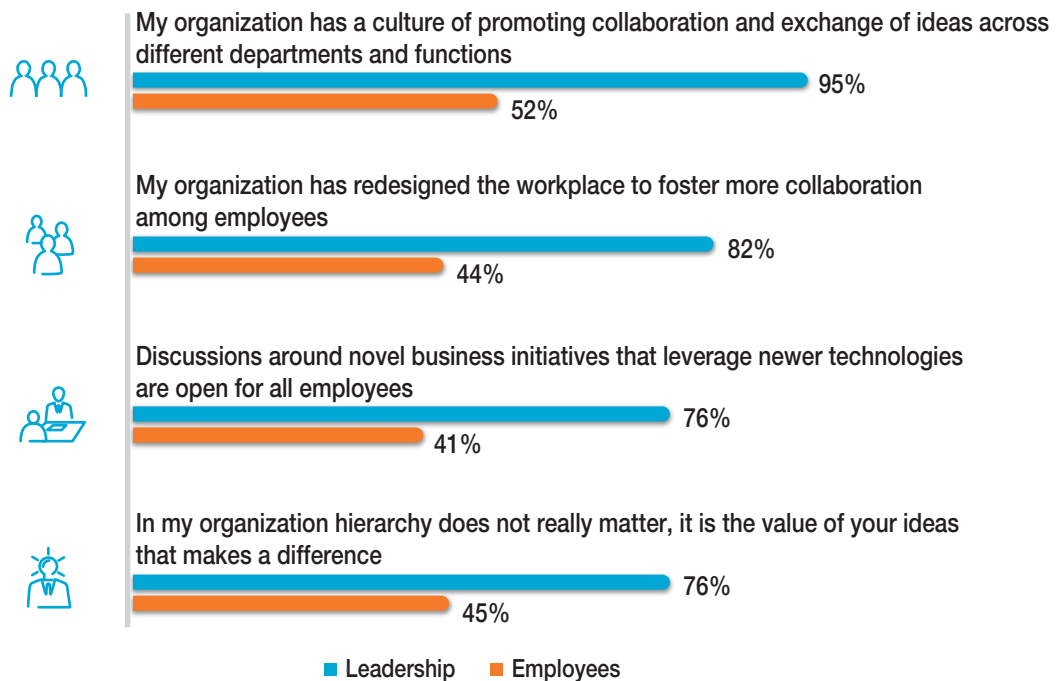 My organization has a culture of promoting collaboration and exchange of ideas across
different departments and functions
95%
52%
My organization has redesigned the workplace to foster more collaboration
among employees
82%
44%
Discussions around novel business initiatives that leverage newer technologies
are open for all employees
76%
41%
In my organization hierarchy does not really matter, it is the value of your ideas
that makes a difference
76%
45%
Leadership Employees